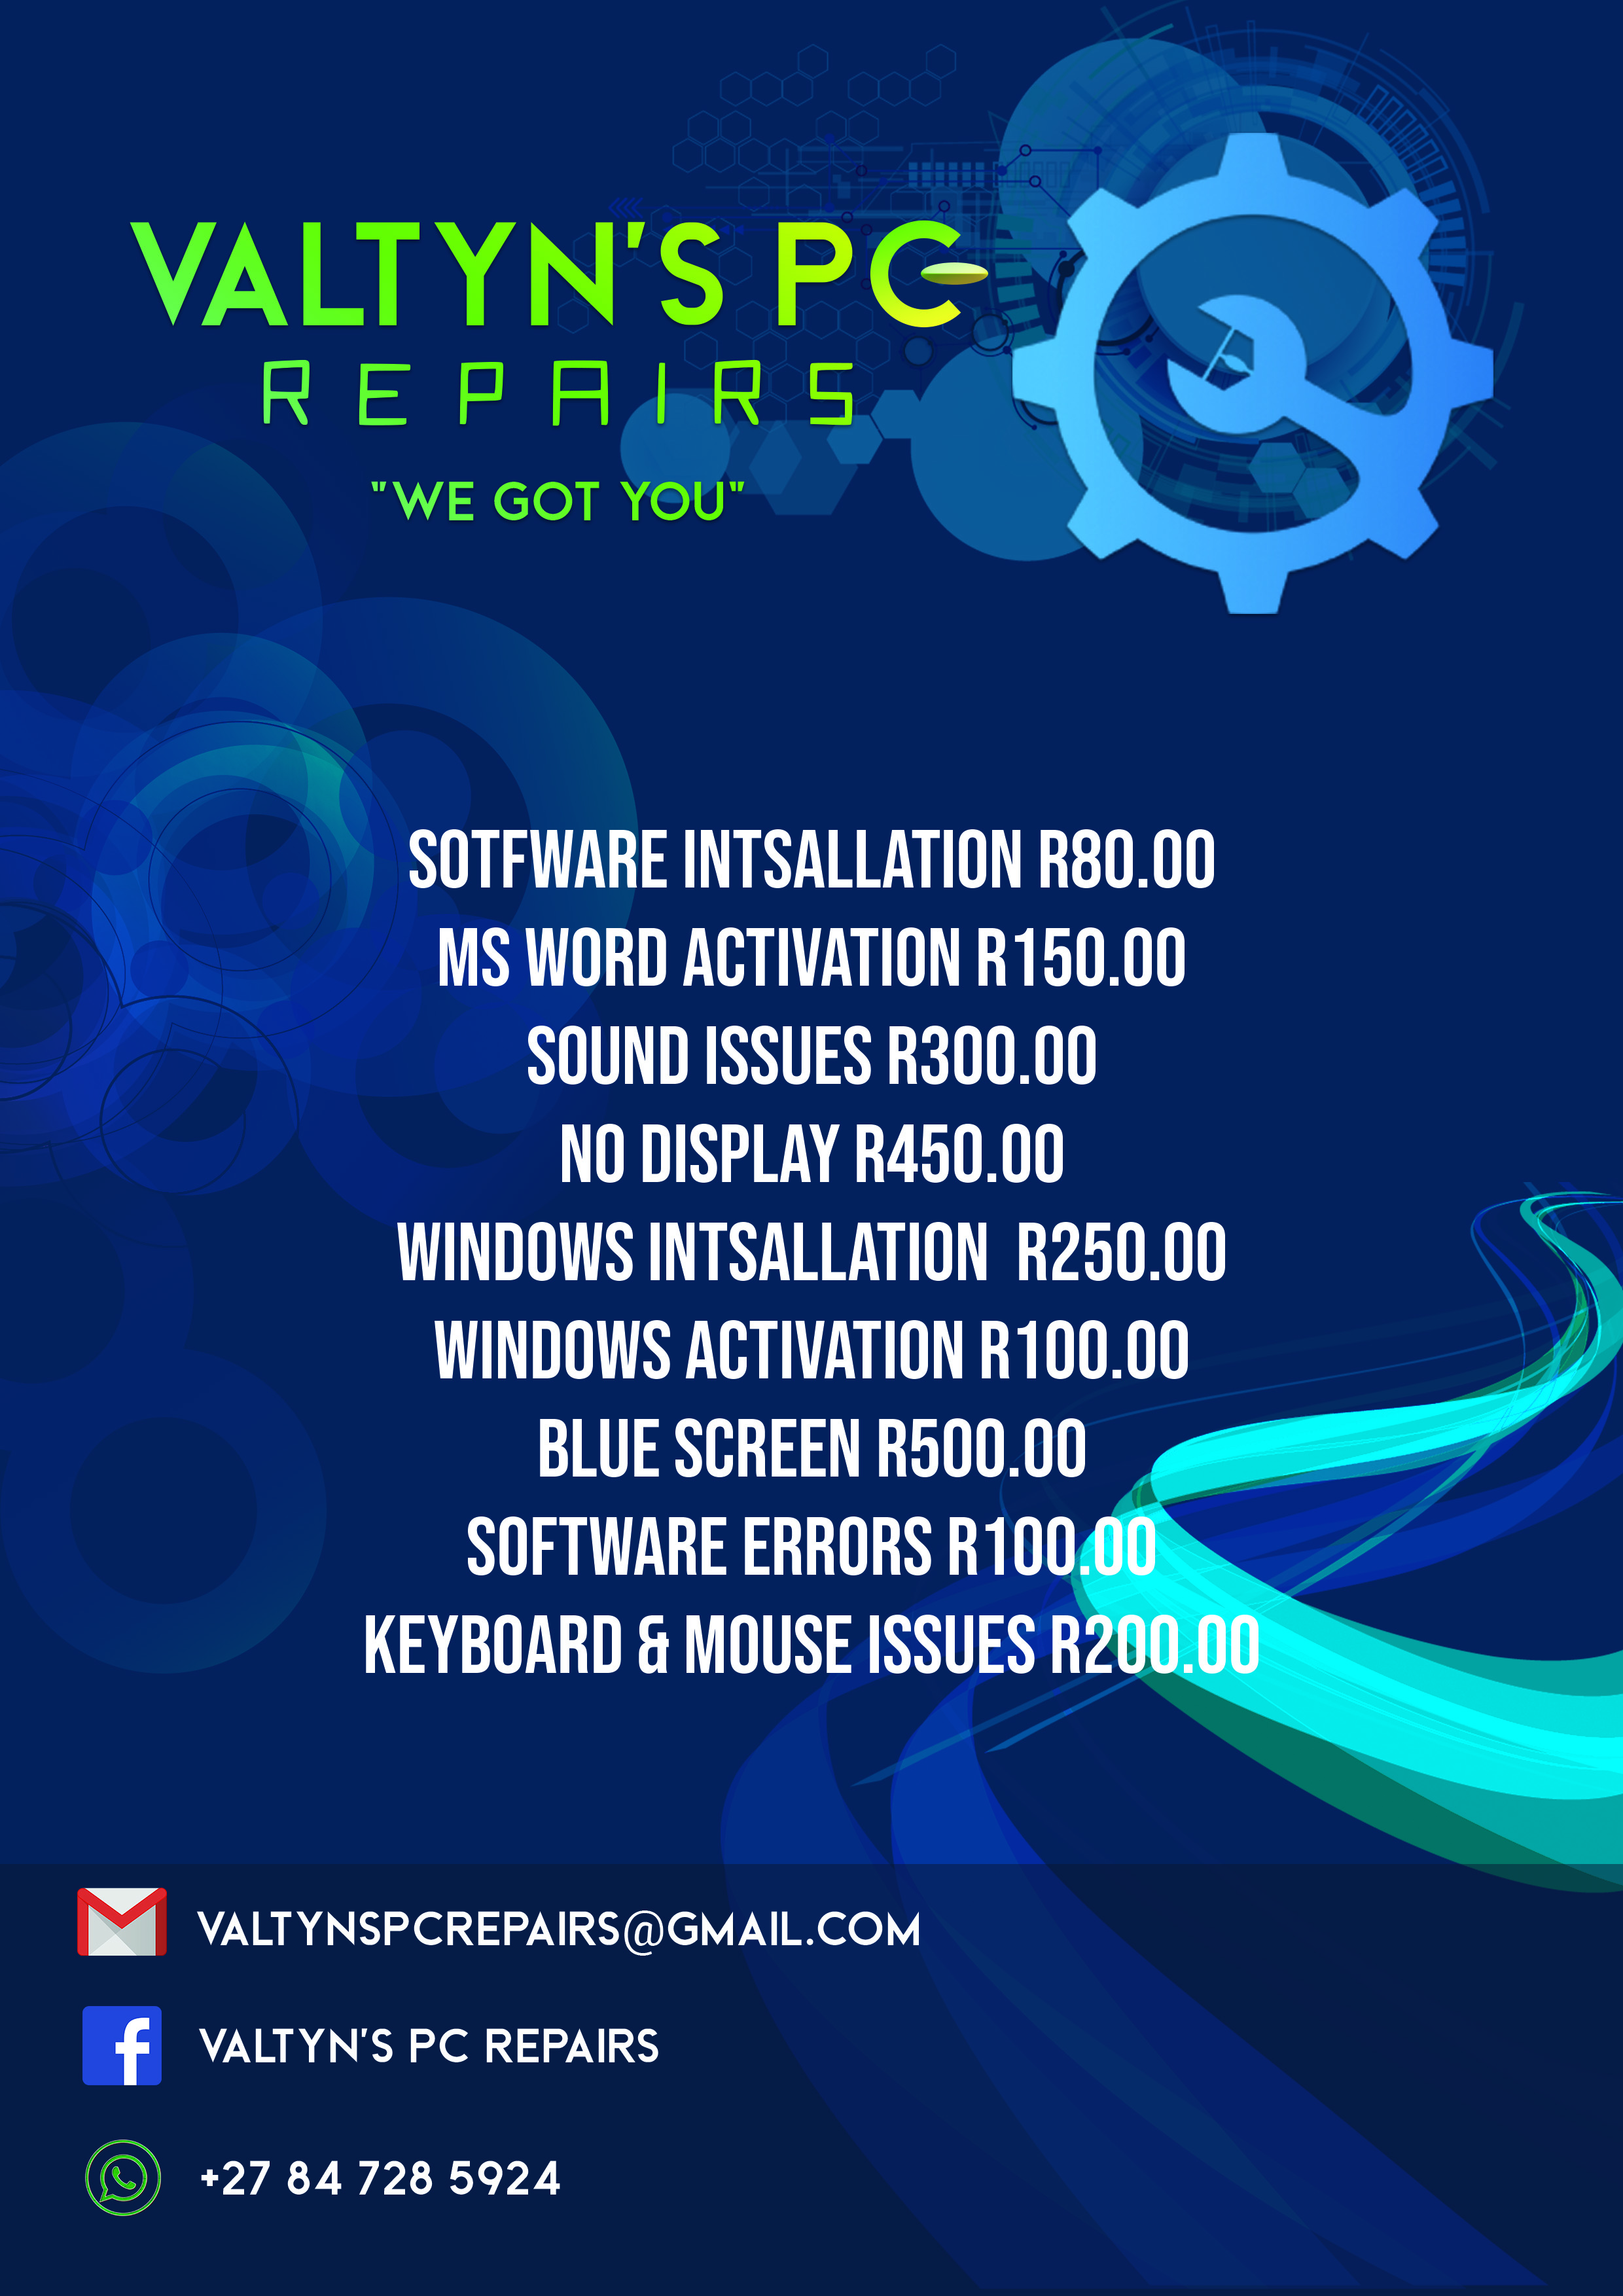 VALTYN'S PC
REPAIRS
"WE GOT YOU"
SOTFWARE INTSALLATION R80.00
MS WORD ACTIVATION R150.00
SOUND ISSUES R300.00
NO DISPLAY R450.00
WINDOWS INTSALLATION  R250.00
WINDOWS ACTIVATION R100.00
BLUE SCREEN R500.00
SOFTWARE ERRORS R100.00
KEYBOARD & MOUSE ISSUES R200.00
VALTYNSPCREPAIRS@GMAIL.COM
VALTYN'S PC REPAIRS
+27 84 728 5924